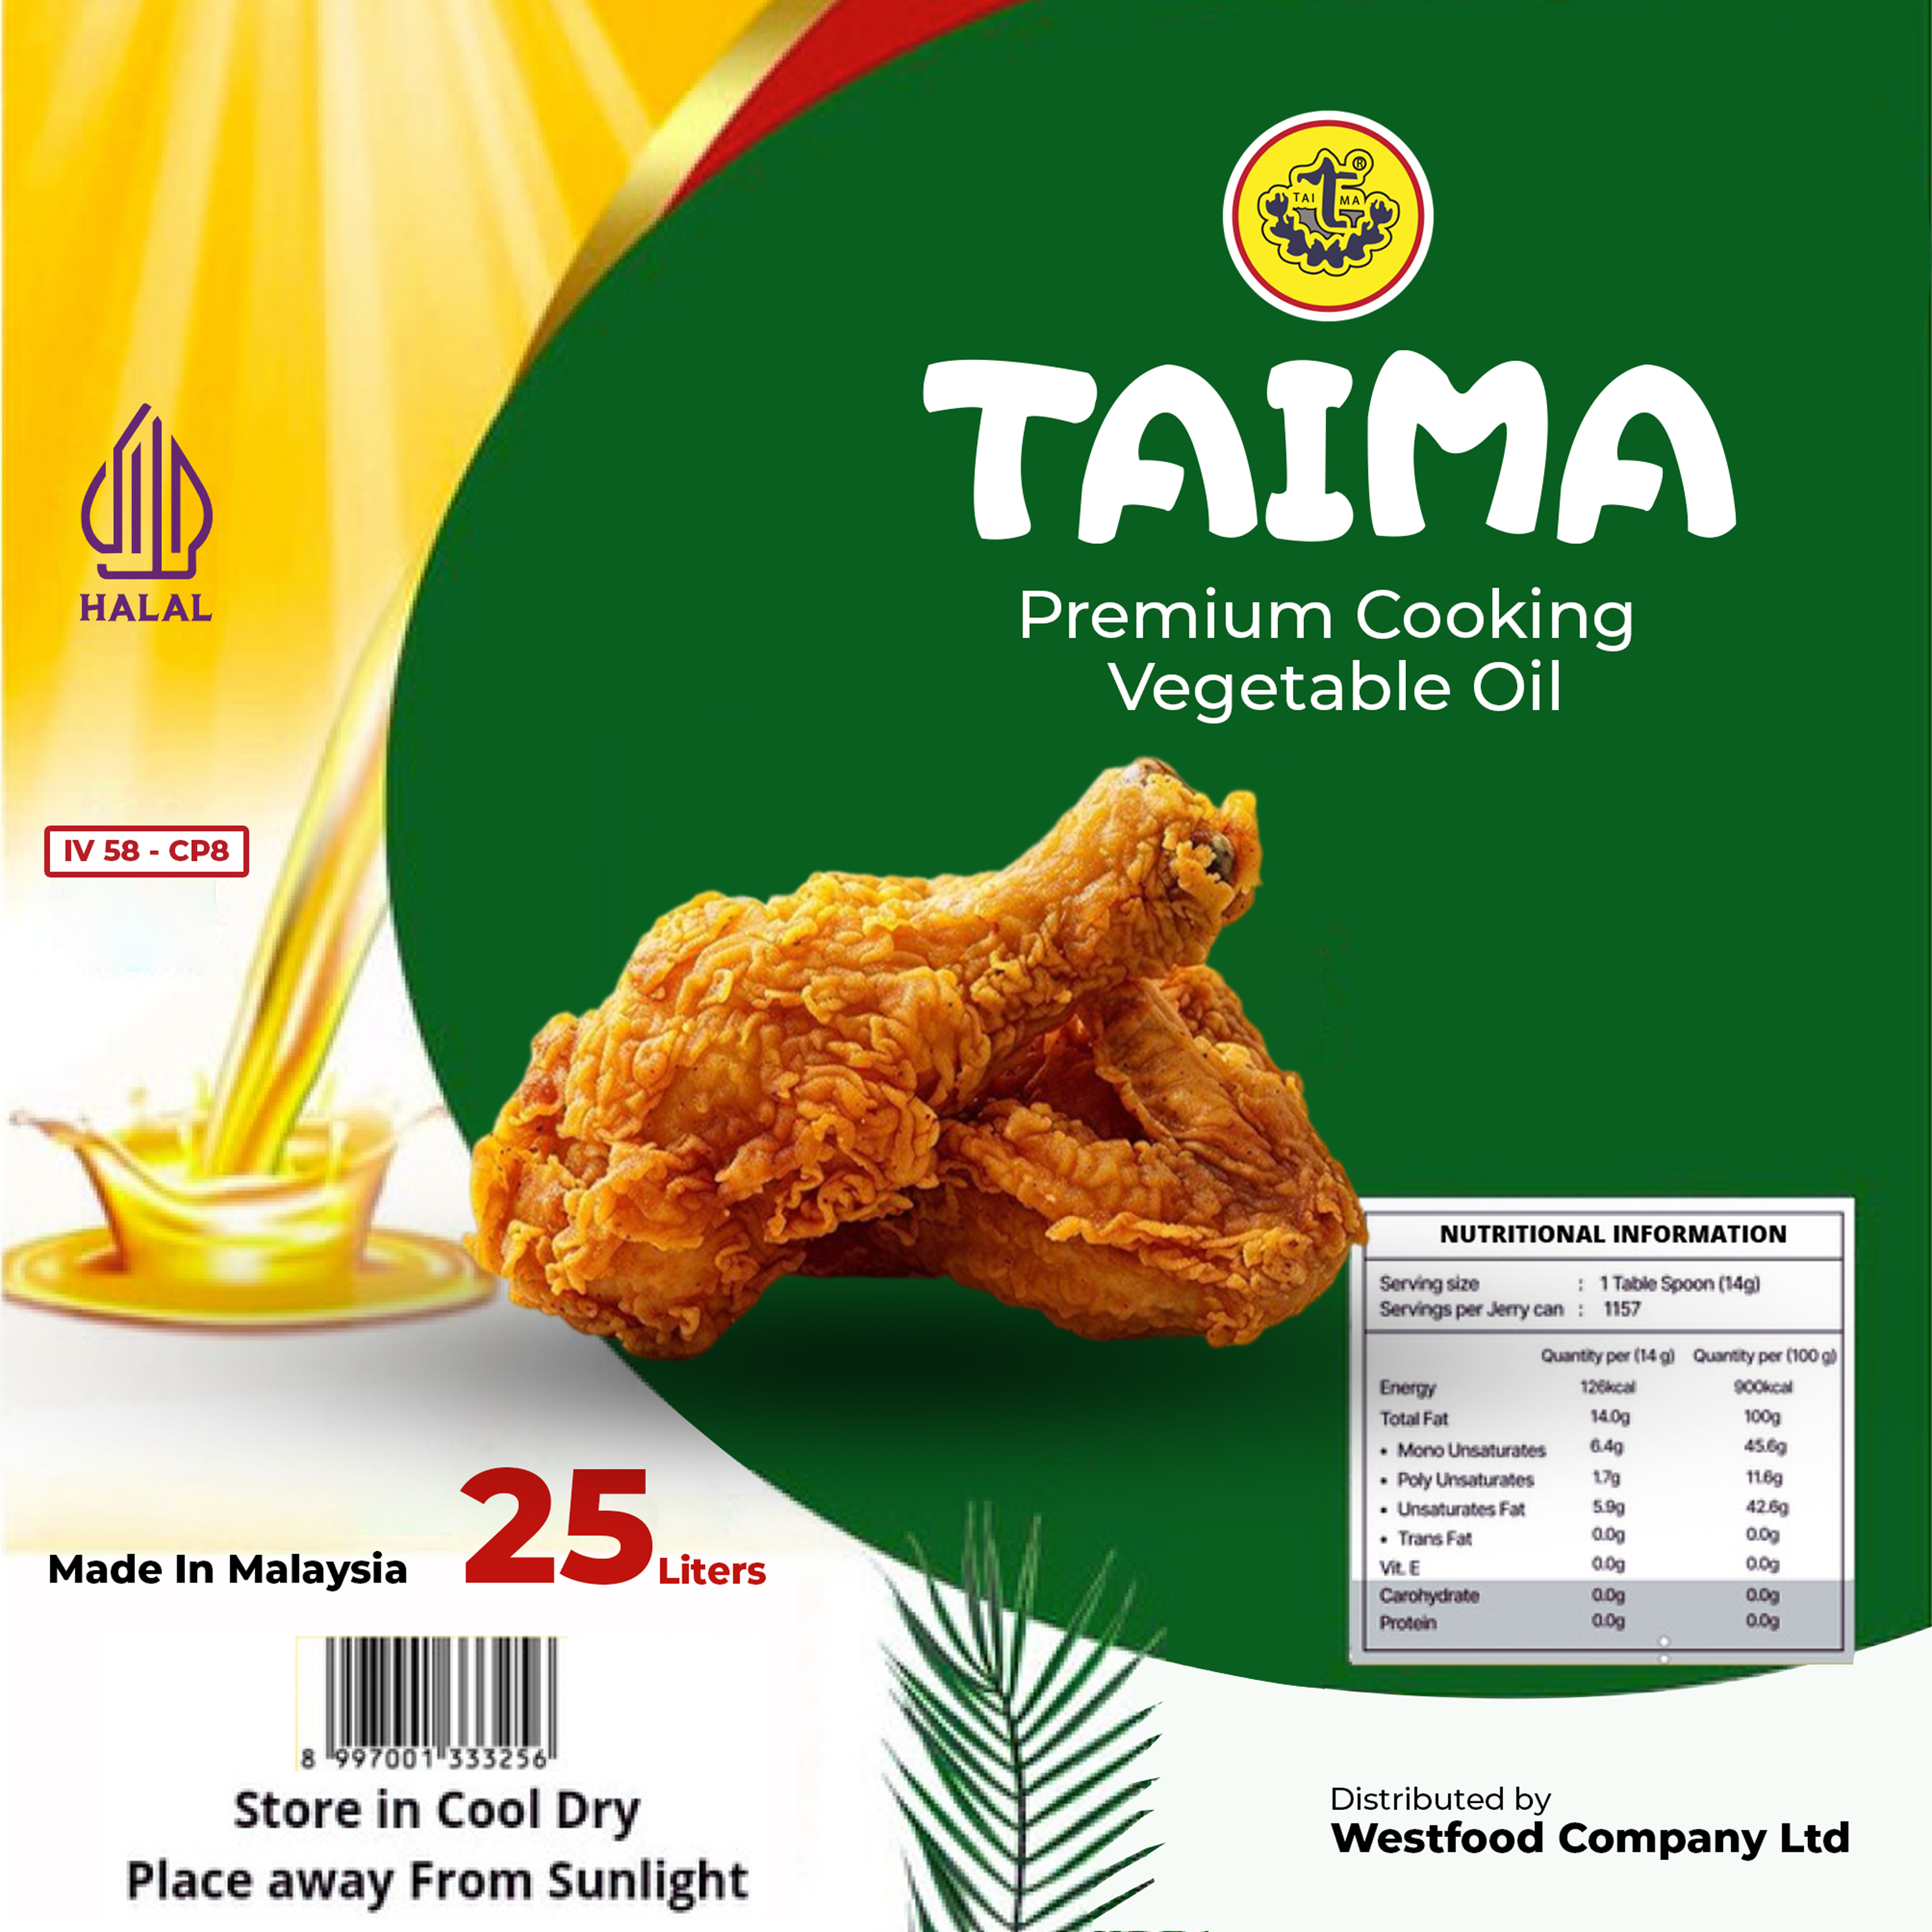 TAI MA ®
TAIMA
Premium Cooking
Vegetable Oil
HALAL
IV 58 - CP8
NUTRITIONAL INFORMATION
Serving size : 1 Table Spoon (14g)
Servings per Jerry can : 1157
Quantity per (14 g) Quantity per (100 g)
Energy 126kcal 900kcal
Total Fat 14.0g 100g
• Mono Unsaturates 6.4g 45.6g
• Poly Unsaturates 1.7g 11.6g
• Unsaturates Fat 5.9g 42.6g
• Trans Fat 0.0g 0.0g
Vit. E 0.0g 0.0g
Carohydrate 0.0g 0.0g
Protein 0.0g 0.0g
Made In Malaysia
25 Liters
8 997001 333256
Store in Cool Dry
Place away From Sunlight
Distributed by
Westfood Company Ltd